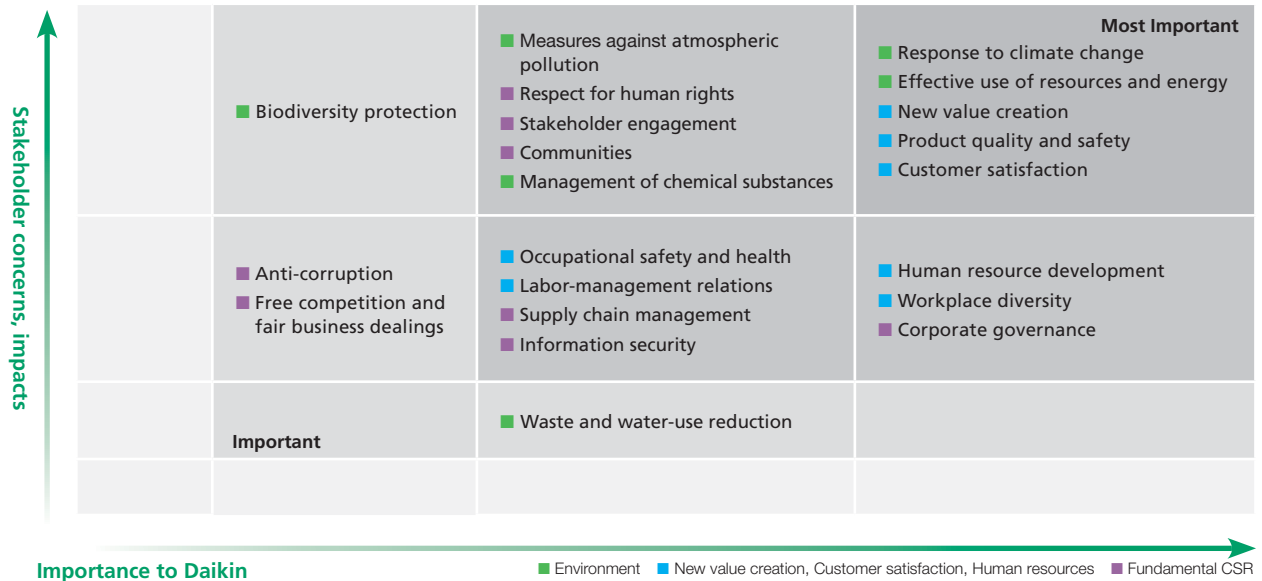 Stakeholder concerns, impacts
Most Important
Biodiversity protection
Measures against atmospheric
pollution
Respect for human rights
Stakeholder engagement
Communities
Management of chemical substances
Response to climate change
Effective use of resources and energy
New value creation
Product quality and safety
Customer satisfaction
Anti-corruption
Free competition and
fair business dealings
Occupational safety and health
Labor-management relations
Supply chain management
Information security
Human resource development
Workplace diversity
Corporate governance
Important
Waste and water-use reduction
Importance to Daikin
Environment New value creation, Customer satisfaction, Human resources Fundamental CSR